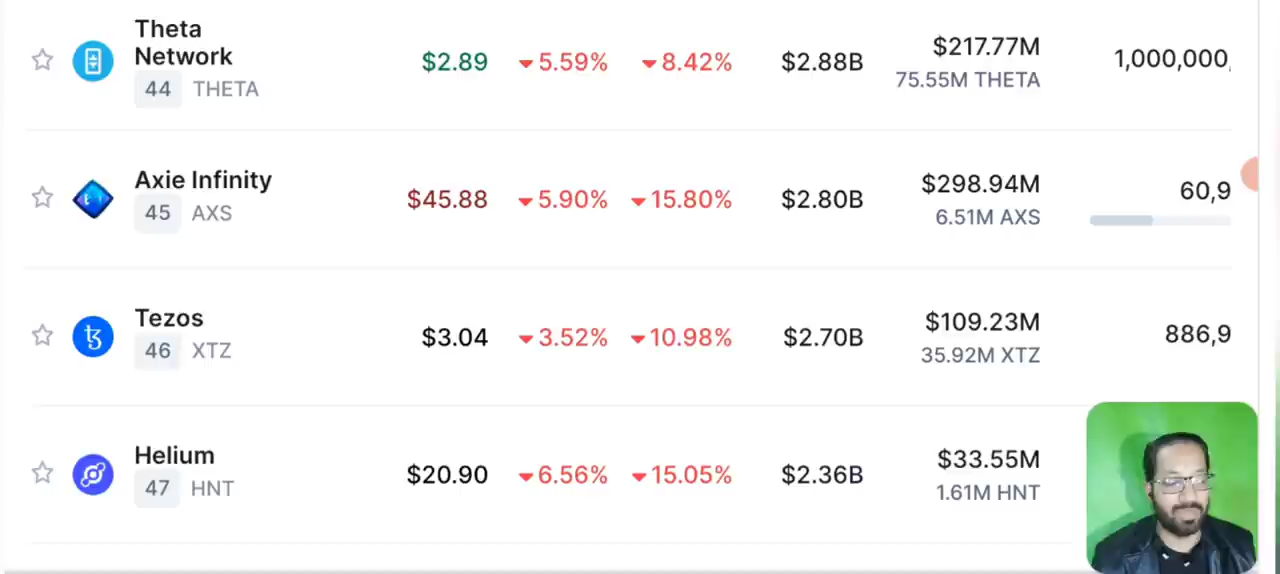 Theta
Network
44 THETA
$2.89 5.59% 8.42% $2.88B $217.77M 1,000,000,
75.55M THETA
Axie Infinity
45 AXS
$45.88 5.90% 15.80% $2.80B $298.94M 60,9
6.51M AXS
Tezos
46 XTZ
$3.04 3.52% 10.98% $2.70B $109.23M 886,9
35.92M XTZ
Helium
47 HNT
$20.90 6.56% 15.05% $2.36B $33.55M
1.61M HNT